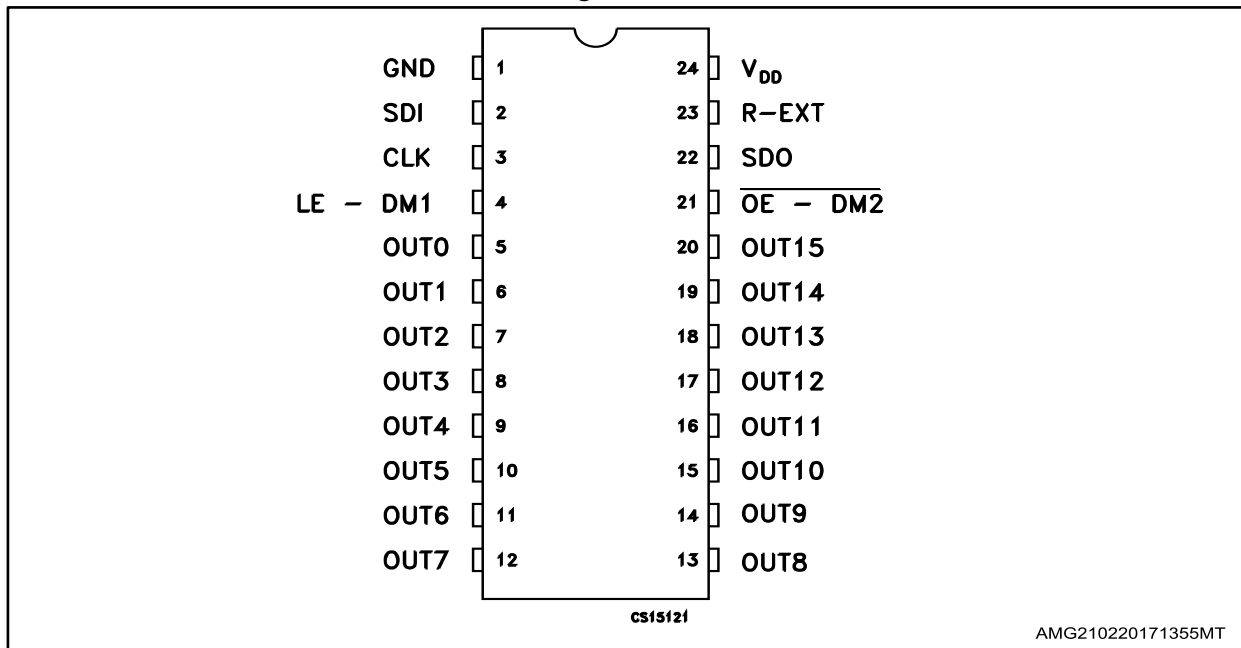 GND 1 24 VDD
SDI 2 23 R-EXT
CLK 3 22 SDO
LE - DM1 4 21 OE - DM2
OUT0 5 20 OUT15
OUT1 6 19 OUT14
OUT2 7 18 OUT13
OUT3 8 17 OUT12
OUT4 9 16 OUT11
OUT5 10 15 OUT10
OUT6 11 14 OUT9
OUT7 12 13 OUT8
CS15121
AMG210220171355MT